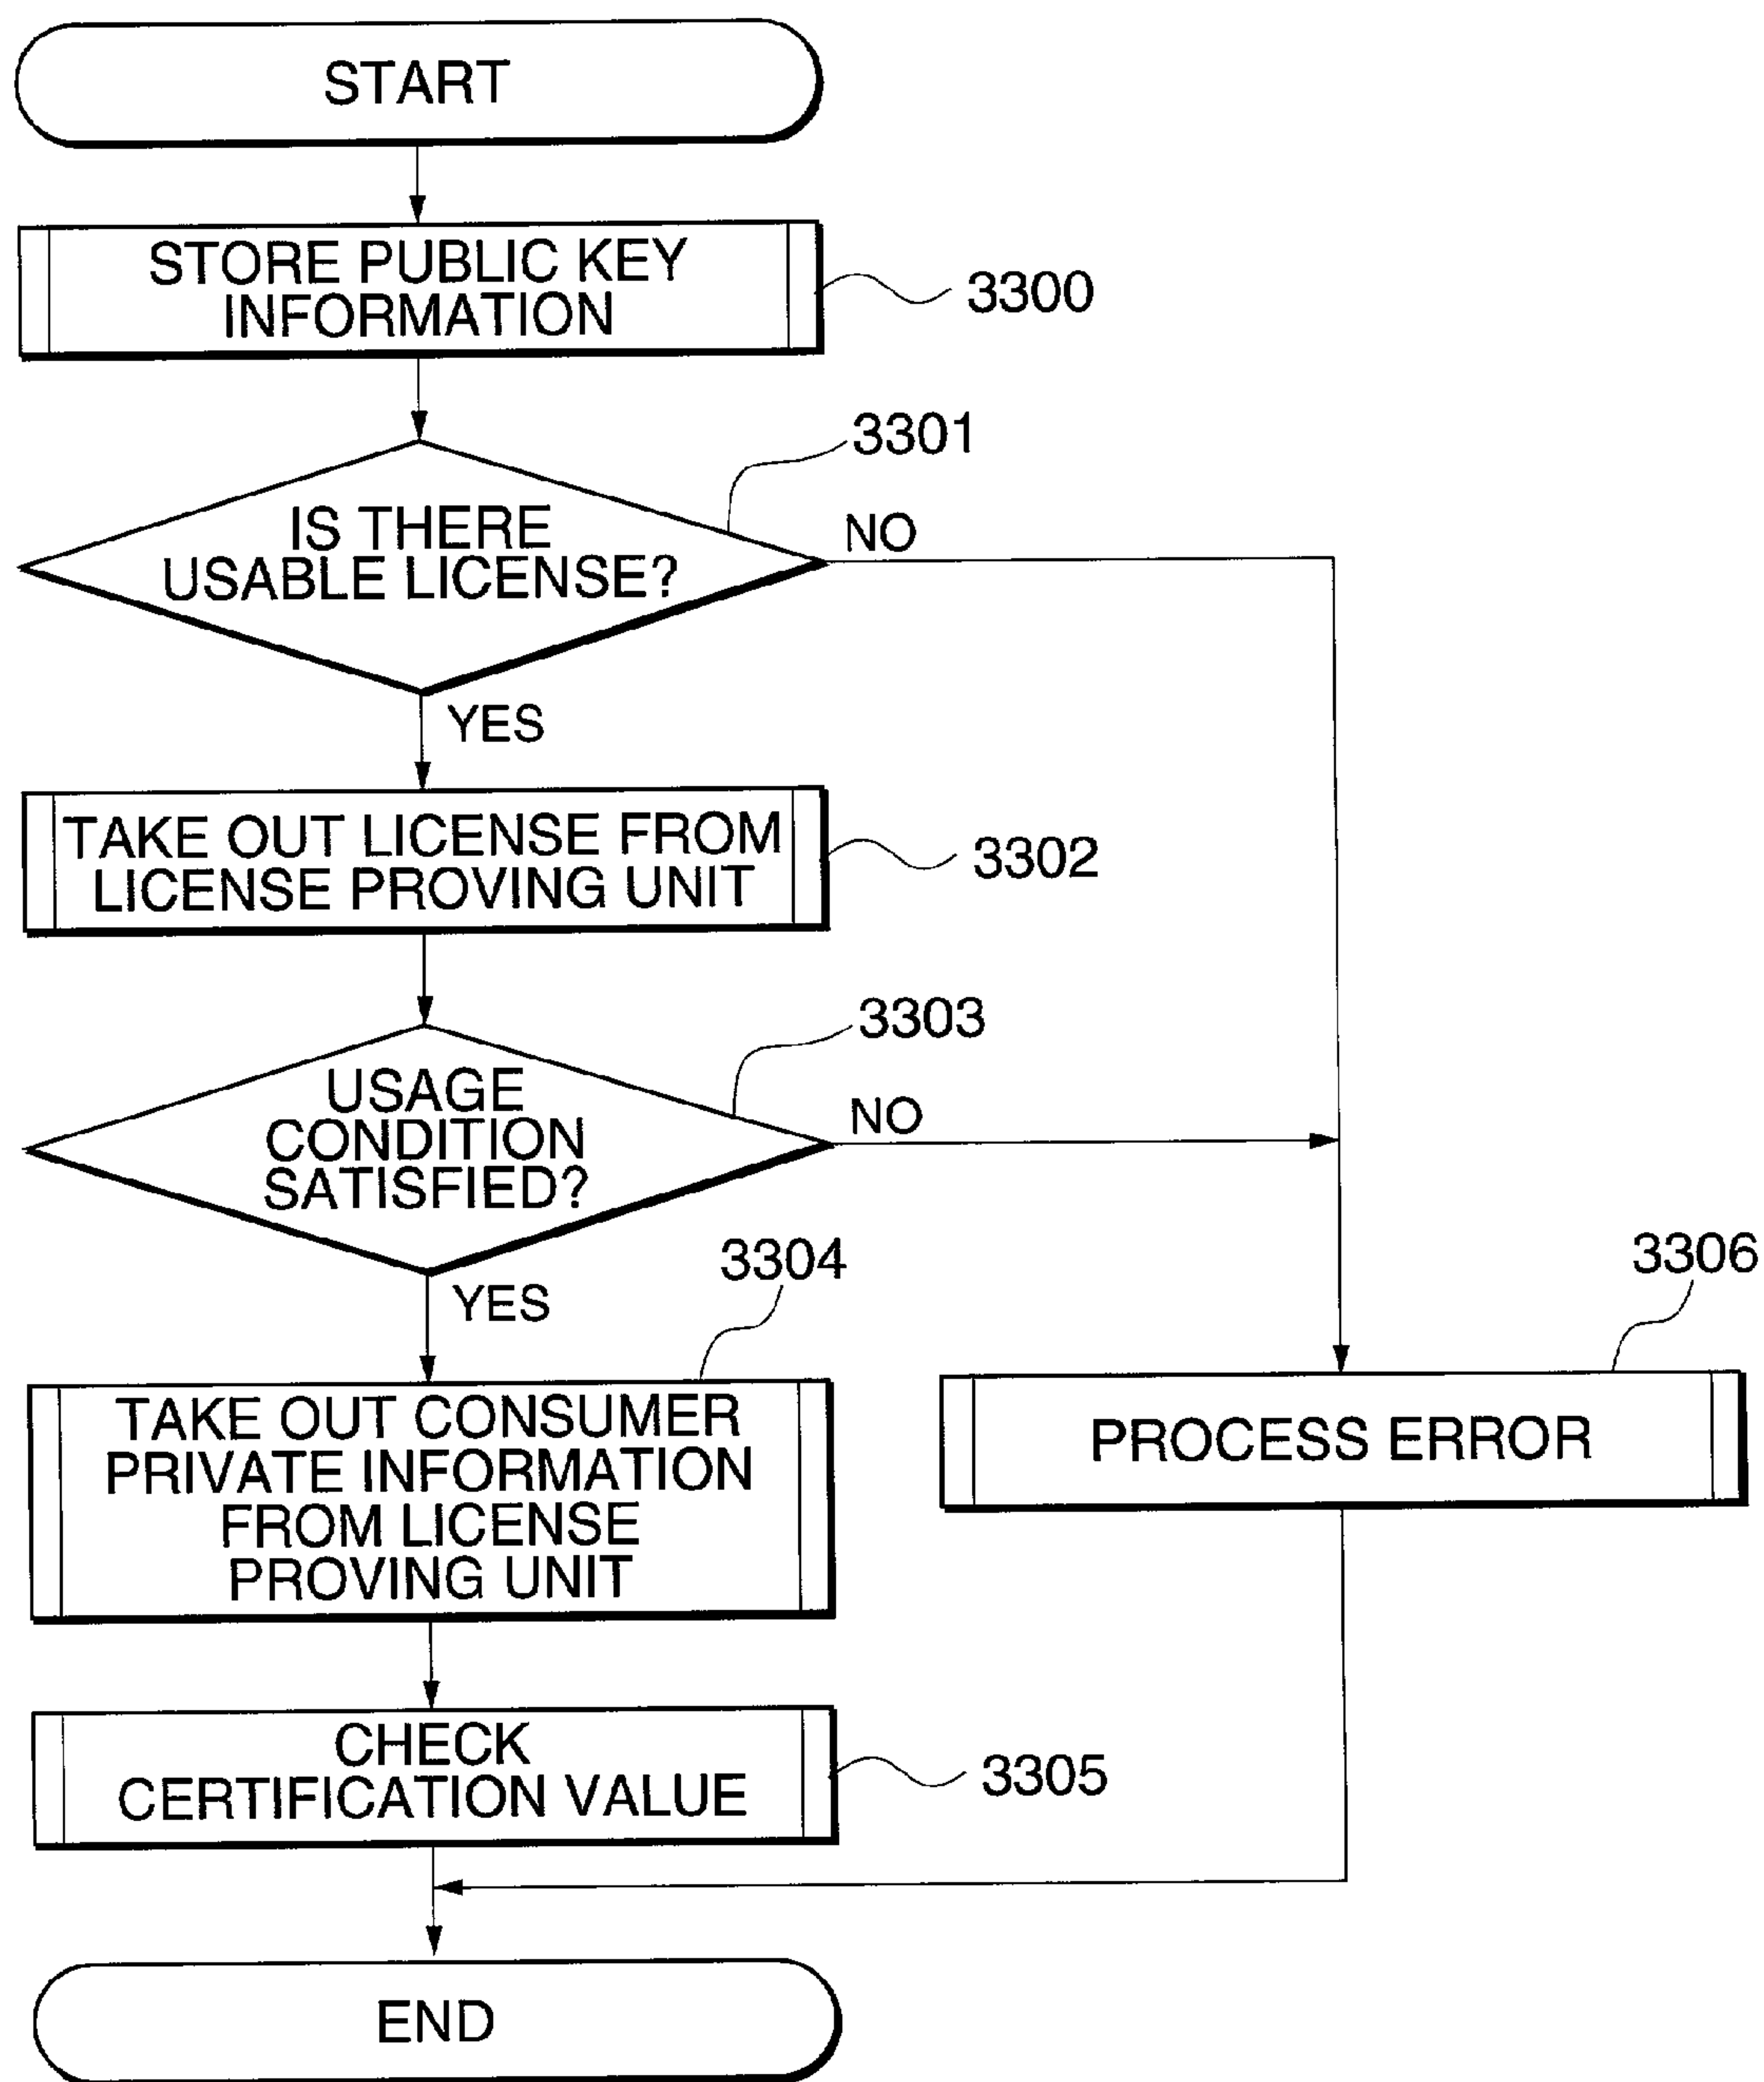 START
STORE PUBLIC KEY
INFORMATION
3300
3301
IS THERE
USABLE LICENSE?
NO
YES
TAKE OUT LICENSE FROM
LICENSE PROVING UNIT
3302
3303
USAGE
CONDITION
SATISFIED?
NO
YES
3304
3306
TAKE OUT CONSUMER
PRIVATE INFORMATION
FROM LICENSE
PROVING UNIT
PROCESS ERROR
CHECK
CERTIFICATION VALUE
3305
END